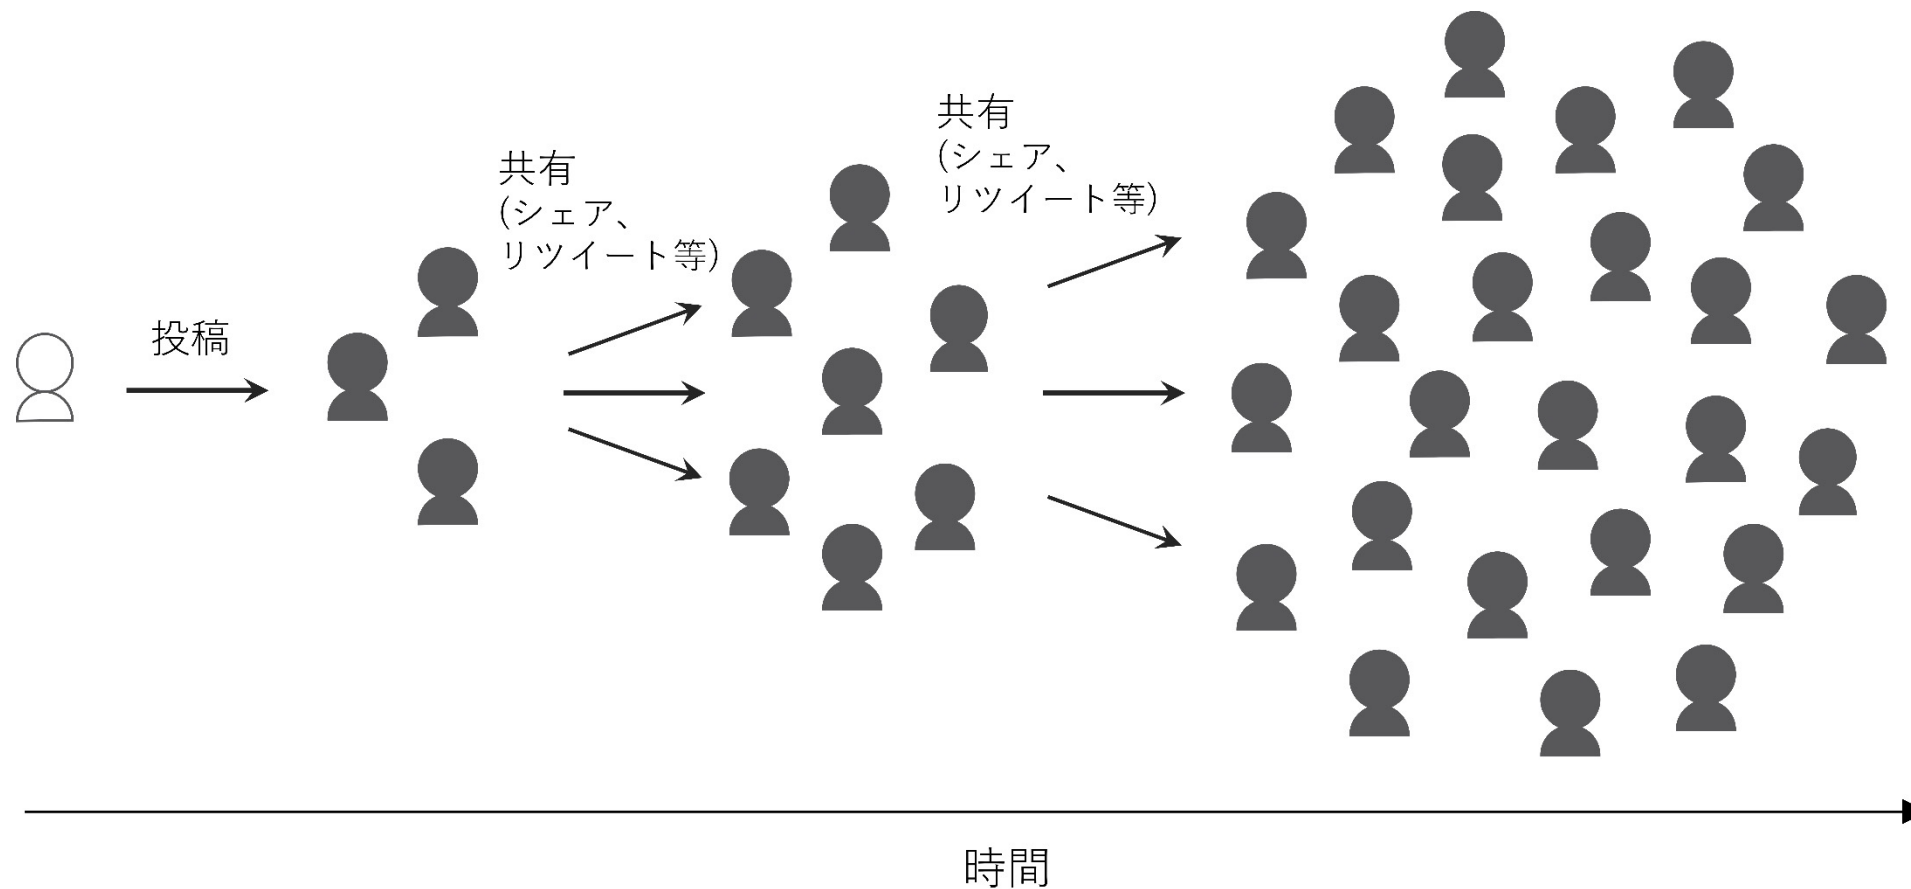 投稿
共有
(シェア、
リツイート等)
共有
(シェア、
リツイート等)
時間